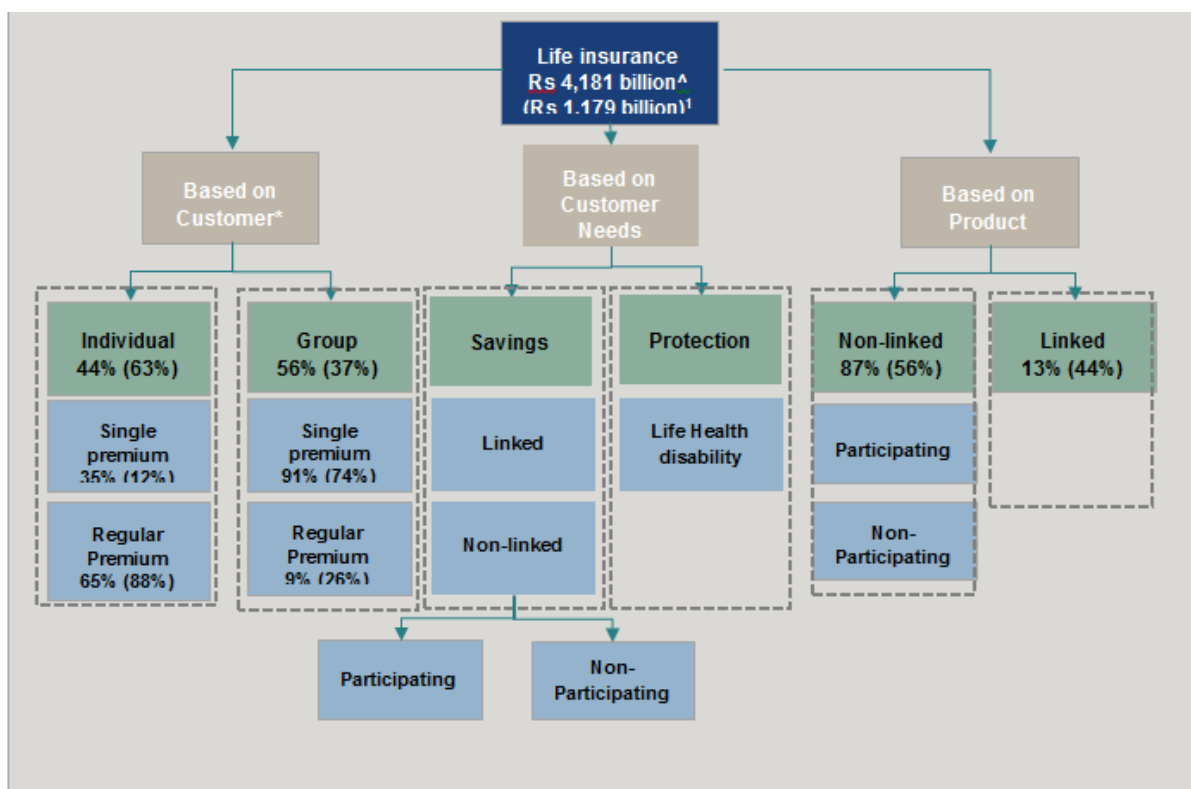 Life insurance
Rs 4,181 billion^
(Rs 1.179 billion)¹
Based on
Customer*
Based on
Customer
Needs
Based on
Product
Individual
44% (63%)
Group
56% (37%)
Savings
Protection
Non-linked
87% (56%)
Linked
13% (44%)
Single
premium
35% (12%)
Single
premium
91% (74%)
Linked
Life Health
disability
Participating
Regular
Premium
65% (88%)
Regular
Premium
9% (26%)
Non-linked
Non-
Participating
Participating
Non-
Participating